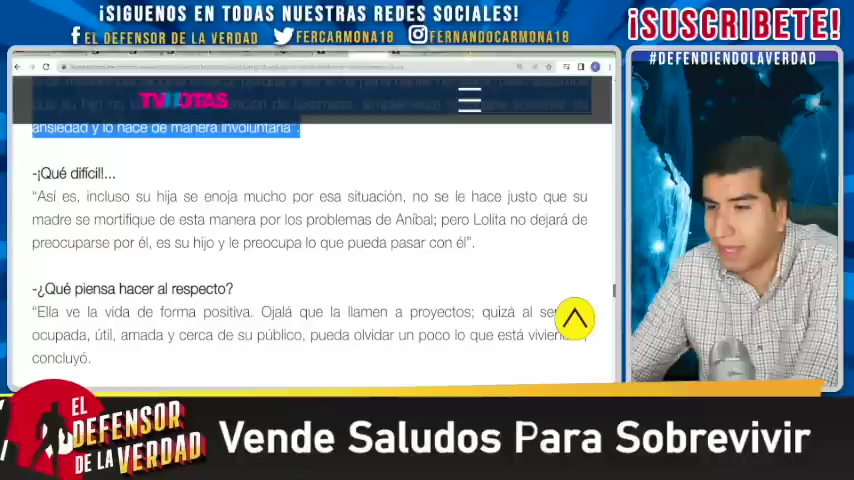 ¡SIGUENOS EN TODAS NUESTRAS REDES SOCIALES!
EL DEFENSOR DE LA VERDAD FERCARMONA18 FERNANDOCARMONA18
¡SUSCRIBETE!
#DEFENDIENDOLAVERDAD
TVNOTAS
ansiedad y lo hace de manera involuntaria".
-¡Qué difícil!...
"Así es, incluso su hija se enoja mucho por esa situación, no se le hace justo que su
madre se mortifique de esta manera por los problemas de Aníbal; pero Lolita no dejará de
preocuparse por él, es su hijo y le preocupa lo que pueda pasar con él".
-¿Qué piensa hacer al respecto?
"Ella ve la vida de forma positiva. Ojalá que la llamen a proyectos; quizá al
ocupada, útil, amada y cerca de su público, pueda olvidar un poco lo que está
concluyó.
EL
DEFENSOR
DE LA VERDAD
Vende Saludos Para Sobrevivir